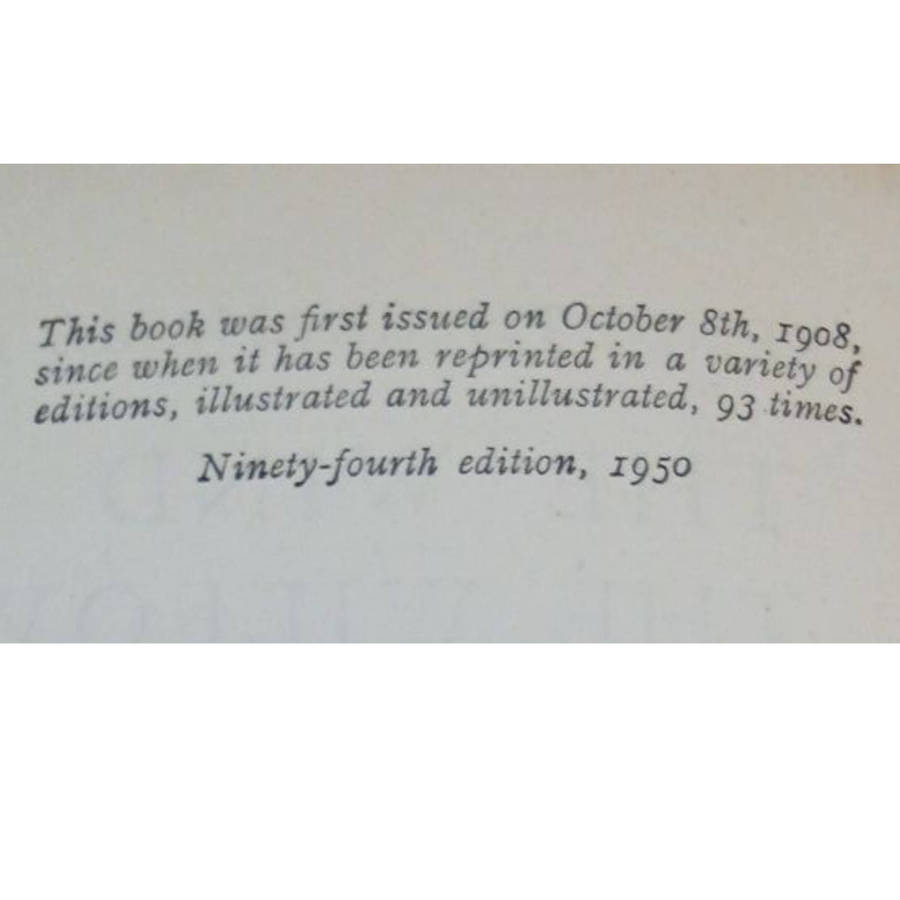 This book was first issued on October 8th, 1908,
since when it has been reprinted in a variety of
editions, illustrated and unillustrated, 93 times.
Ninety-fourth edition, 1950